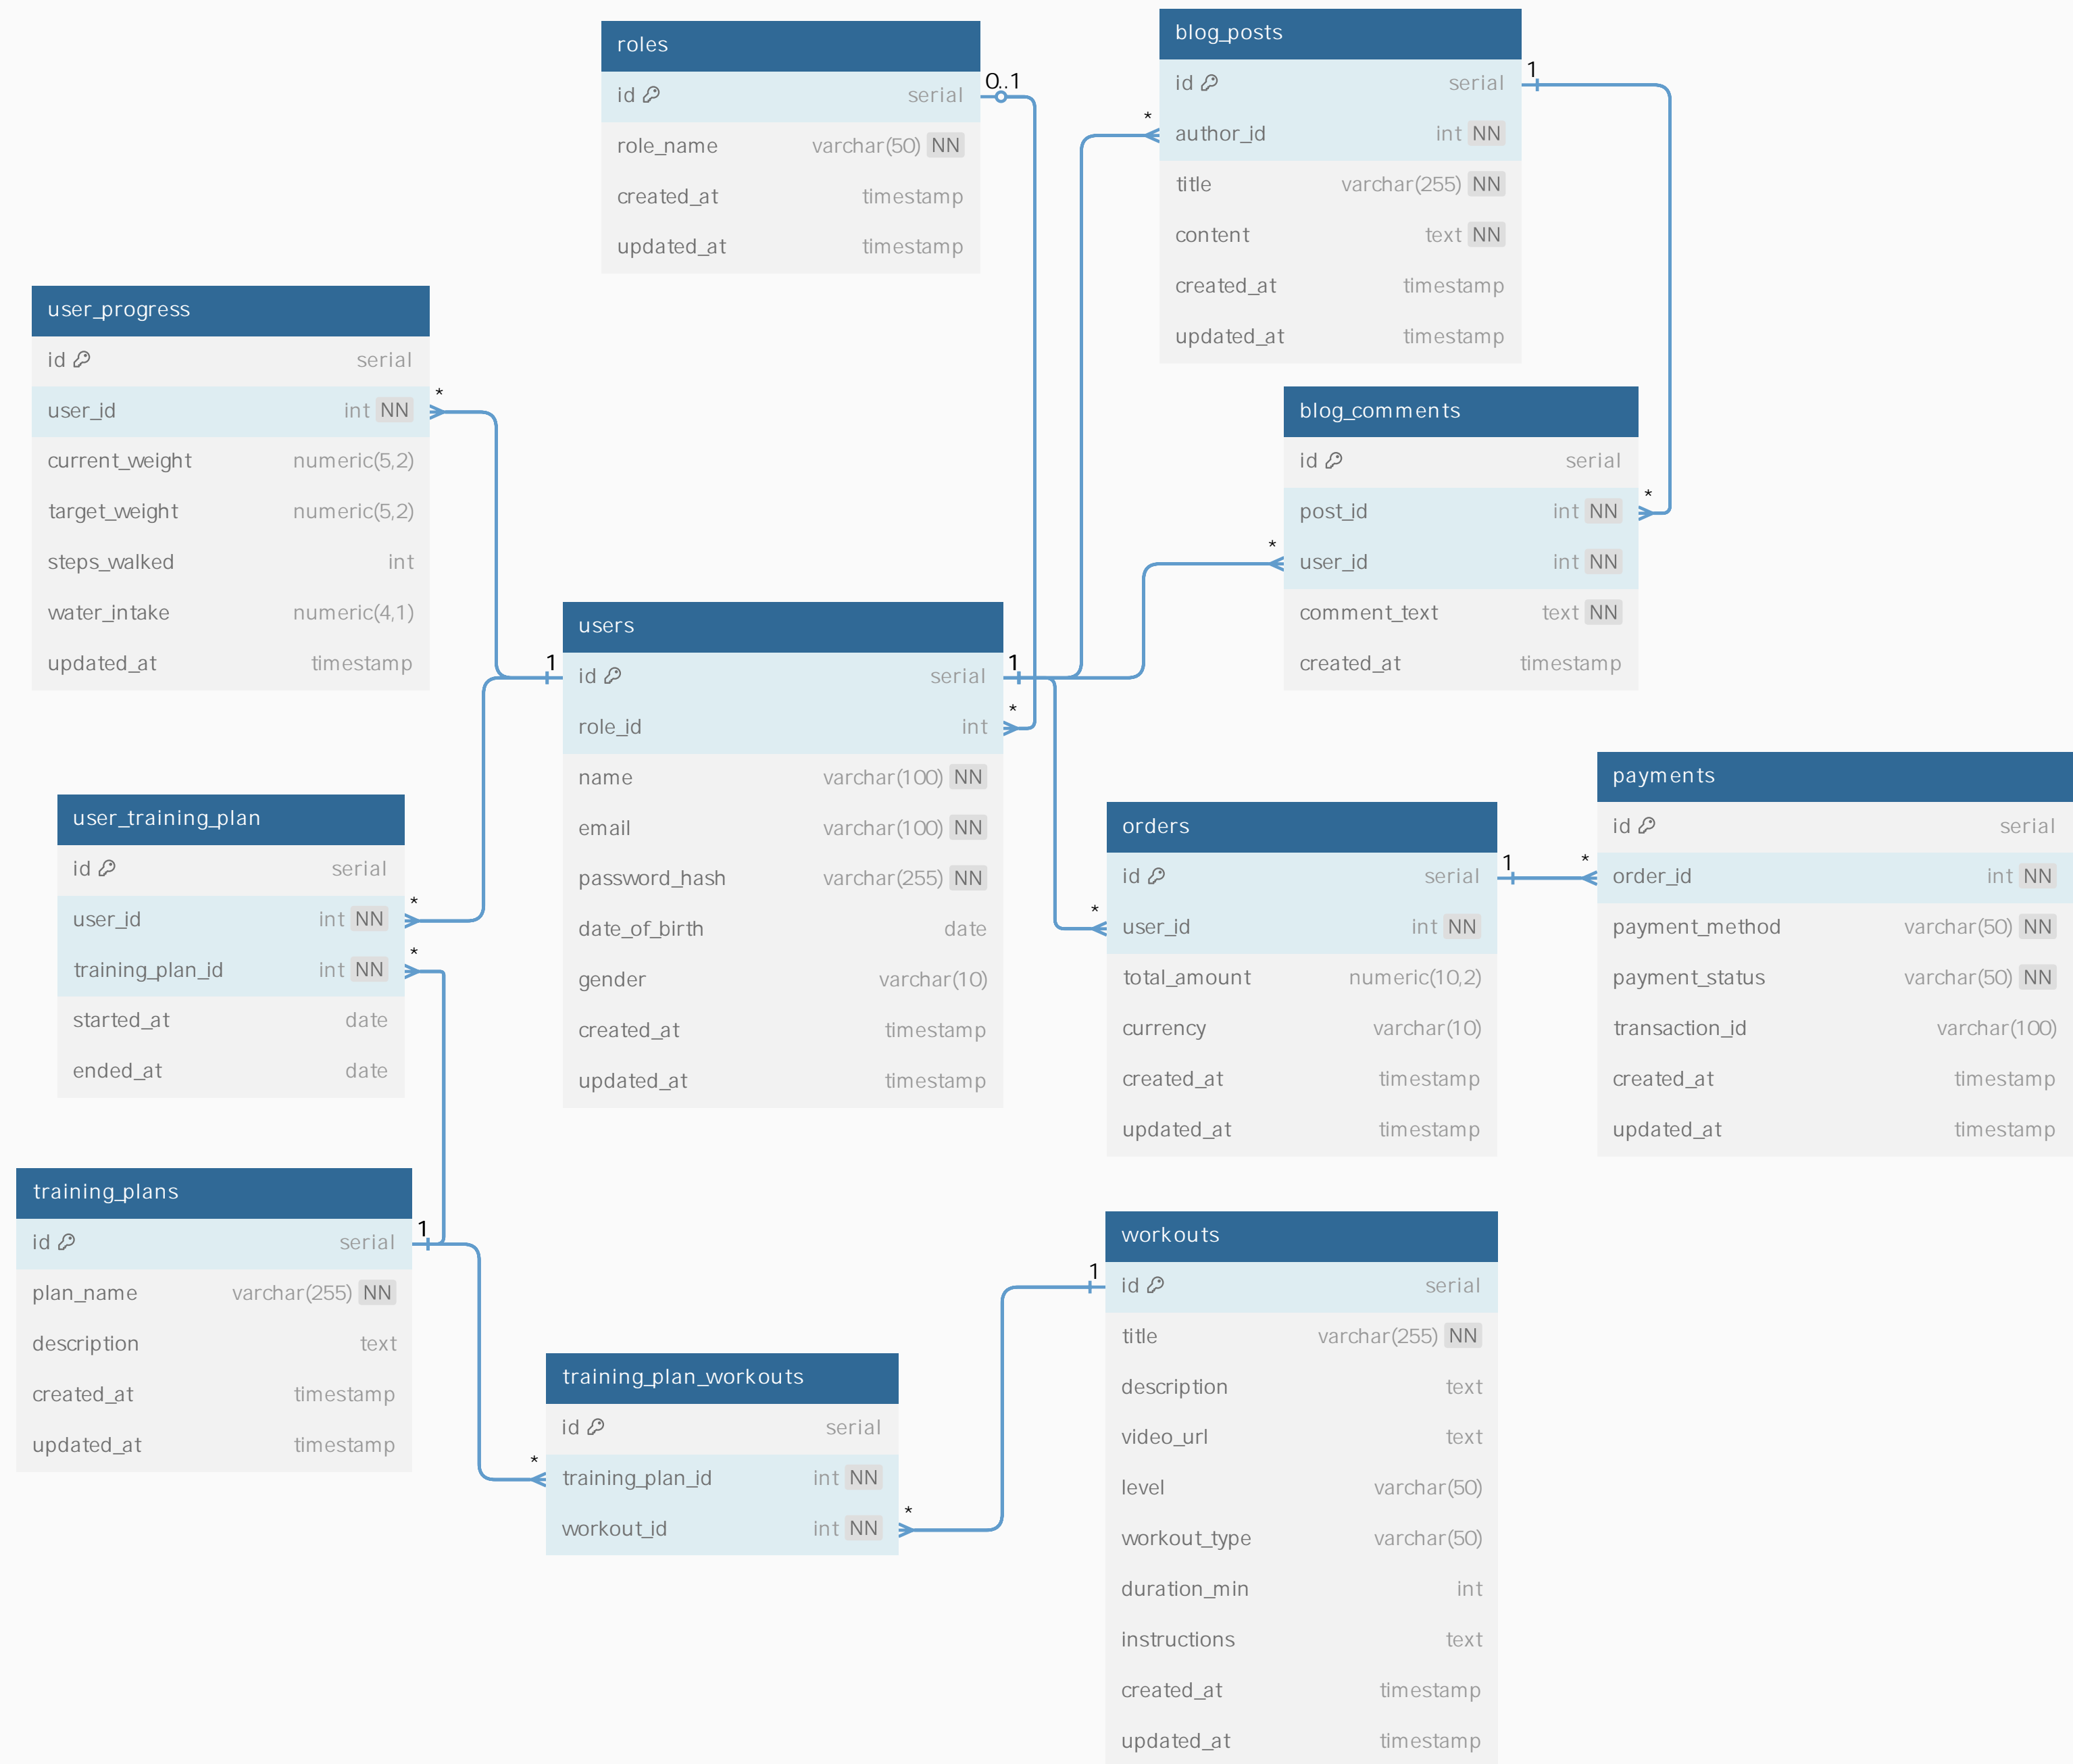 roles
id serial
role_name varchar(50) NN
created_at timestamp
updated_at timestamp
0..1
blog_posts
id serial
author_id int NN
title varchar(255) NN
content text NN
created_at timestamp
updated_at timestamp
1
*
user_progress
id serial
user_id int NN
current_weight numeric(5,2)
target_weight numeric(5,2)
steps_walked int
water_intake numeric(4,1)
updated_at timestamp
*
blog_comments
id serial
post_id int NN
user_id int NN
comment_text text NN
created_at timestamp
*
*
users
id serial
role_id int
name varchar(100) NN
email varchar(100) NN
password_hash varchar(255) NN
date_of_birth date
gender varchar(10)
created_at timestamp
updated_at timestamp
1
1
*
user_training_plan
id serial
user_id int NN
training_plan_id int NN
started_at date
ended_at date
*
*
orders
id serial
user_id int NN
total_amount numeric(10,2)
currency varchar(10)
created_at timestamp
updated_at timestamp
1
*
payments
id serial
order_id int NN
payment_method varchar(50) NN
payment_status varchar(50) NN
transaction_id varchar(100)
created_at timestamp
updated_at timestamp
*
training_plans
id serial
plan_name varchar(255) NN
description text
created_at timestamp
updated_at timestamp
1
training_plan_workouts
id serial
training_plan_id int NN
workout_id int NN
*
*
workouts
id serial
title varchar(255) NN
description text
video_url text
level varchar(50)
workout_type varchar(50)
duration_min int
instructions text
created_at timestamp
updated_at timestamp
1